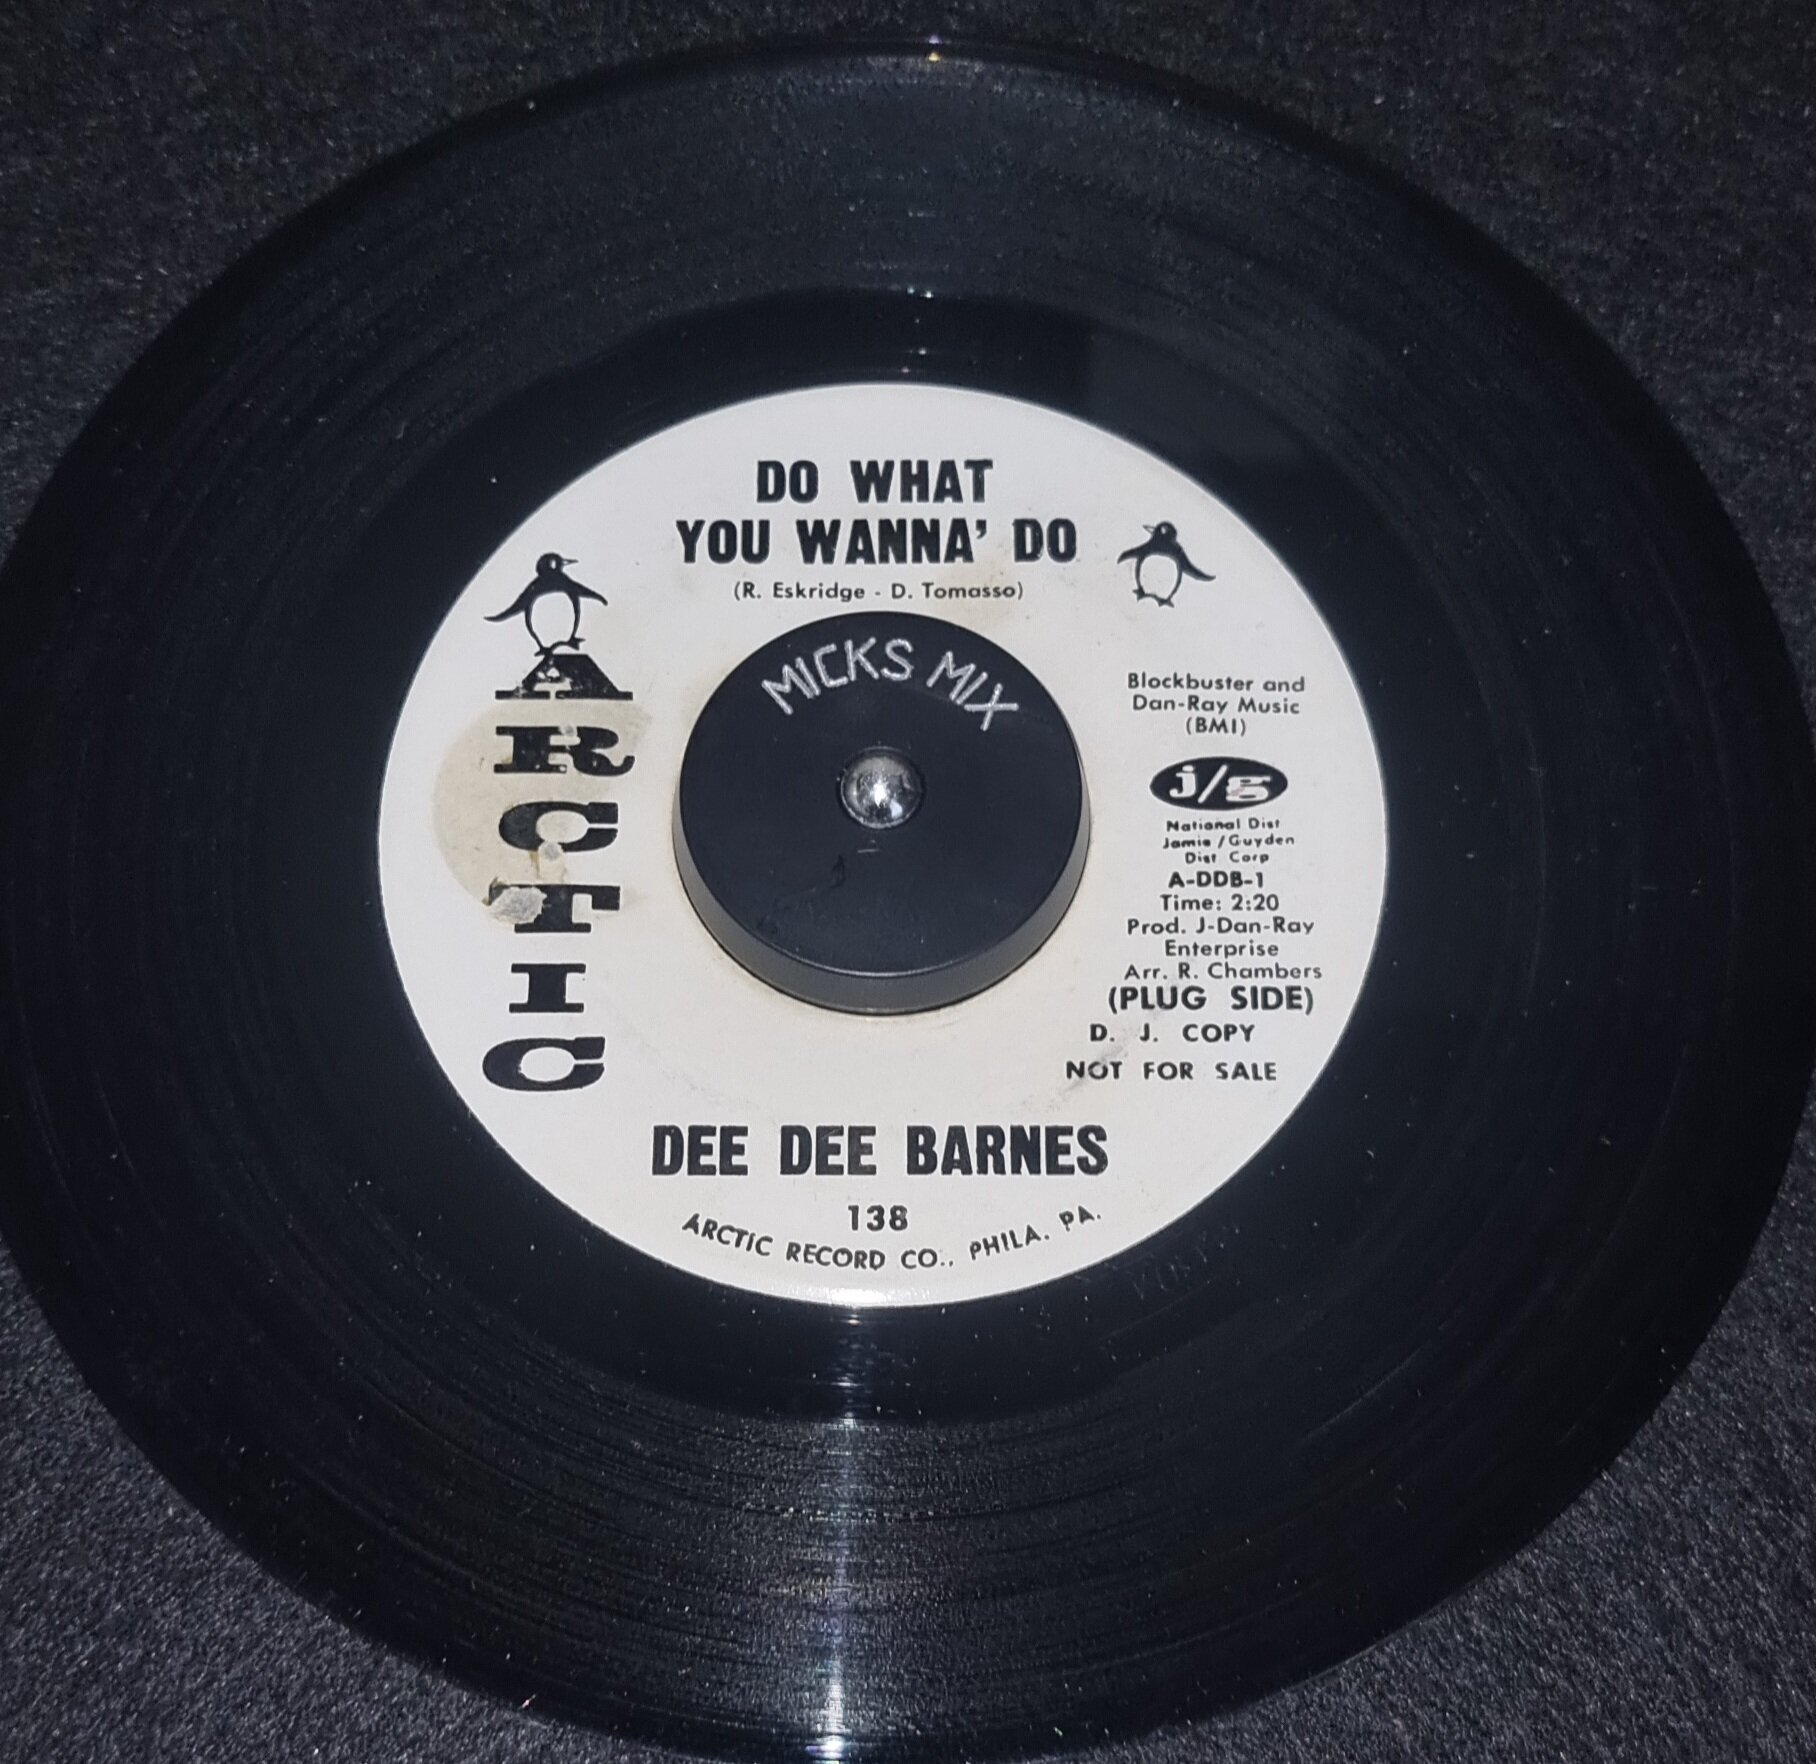 DO WHAT
YOU WANNA' DO
(R. Eskridge - D. Tomasso)
ARCTIC
MICKS MIX
Blockbuster and
Dan-Ray Music
(BMI)
j/g
National Dist
Jamie/Guyden
Dist Corp
A-DDB-1
Time: 2:20
Prod. J-Dan-Ray
Enterprise
Arr. R. Chambers
(PLUG SIDE)
D. J. COPY
NOT FOR SALE
DEE DEE BARNES
138
ARCTIC RECORD CO., PHILA. PA.